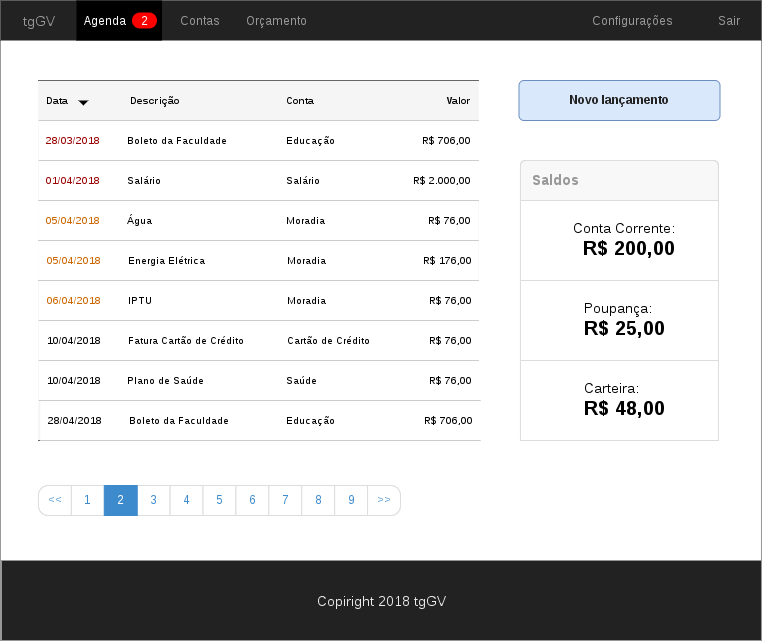 tgGV Agenda 2 Contas Orçamento Configurações Sair
Data Descrição Conta Valor
28/03/2018 Boleto da Faculdade Educação R$ 706,00
01/04/2018 Salário Salário R$ 2.000,00
05/04/2018 Água Moradia R$ 76,00
05/04/2018 Energia Elétrica Moradia R$ 176,00
06/04/2018 IPTU Moradia R$ 76,00
10/04/2018 Fatura Cartão de Crédito Cartão de Crédito R$ 76,00
10/04/2018 Plano de Saúde Saúde R$ 76,00
28/04/2018 Boleto da Faculdade Educação R$ 706,00
Novo lançamento
Saldos
Conta Corrente:
R$ 200,00
Poupança:
R$ 25,00
Carteira:
R$ 48,00
<< 1 2 3 4 5 6 7 8 9 >>
Copiright 2018 tgGV